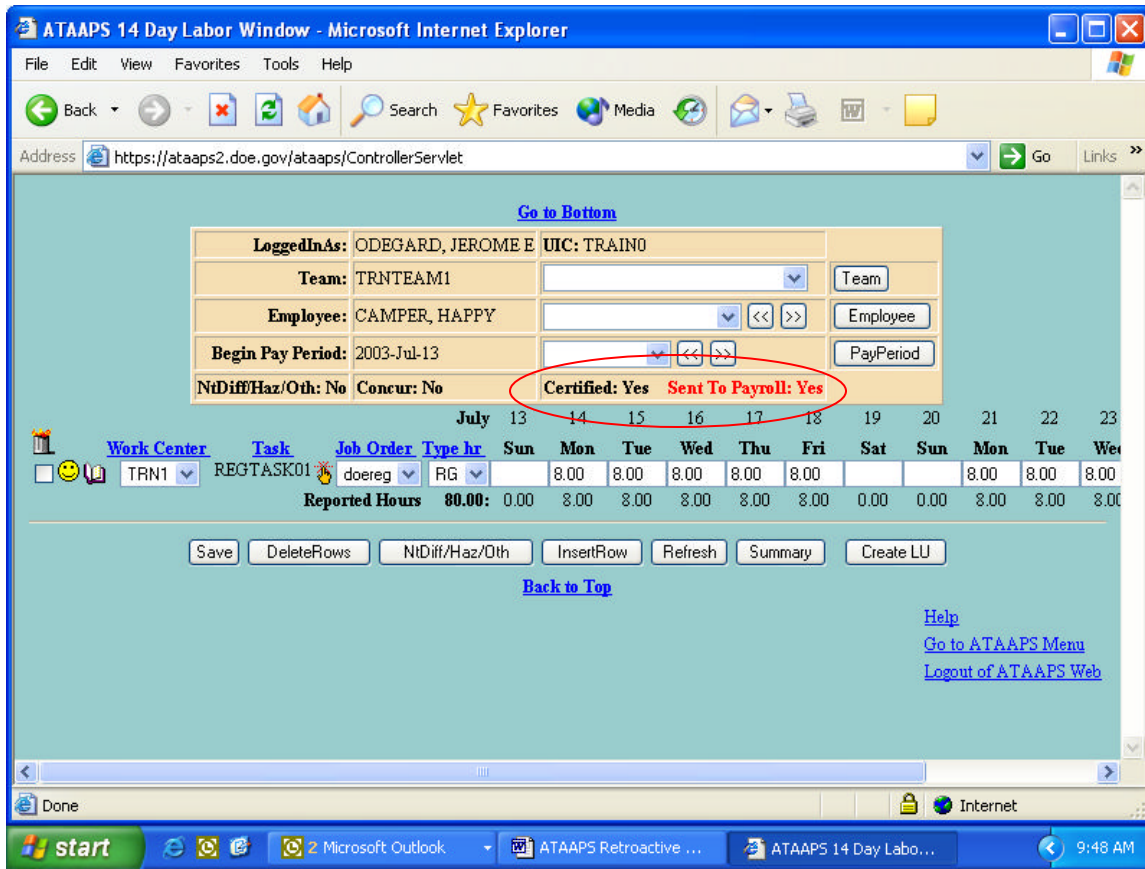 ATAAPS 14 Day Labor Window - Microsoft Internet Explorer
File Edit View Favorites Tools Help
Back Search Favorites Media
Address https://ataaps2.doe.gov/ataaps/ControllerServlet Go Links »
Go to Bottom
LoggedInAs: ODEGARD, JEROME E UIC: TRAIN0
Team: TRNTEAM1 Team
Employee: CAMPER, HAPPY << >> Employee
Begin Pay Period: 2003-Jul-13 << >> PayPeriod
NtDiff/Haz/Oth: No Concur: No Certified: Yes Sent To Payroll: Yes
July 13 14 15 16 17 18 19 20 21 22 23
Work Center Task Job Order Type hr Sun Mon Tue Wed Thu Fri Sat Sun Mon Tue Wed
TRN1 REGTASK01 doereg RG 8.00 8.00 8.00 8.00 8.00 8.00 8.00 8.00
Reported Hours 80.00: 0.00 8.00 8.00 8.00 8.00 8.00 0.00 0.00 8.00 8.00 8.00
Save DeleteRows NtDiff/Haz/Oth InsertRow Refresh Summary Create LU
Back to Top
Help
Go to ATAAPS Menu
Logout of ATAAPS Web
Done Internet
start 2 Microsoft Outlook ATAAPS Retroactive ... ATAAPS 14 Day Labo... 9:48 AM